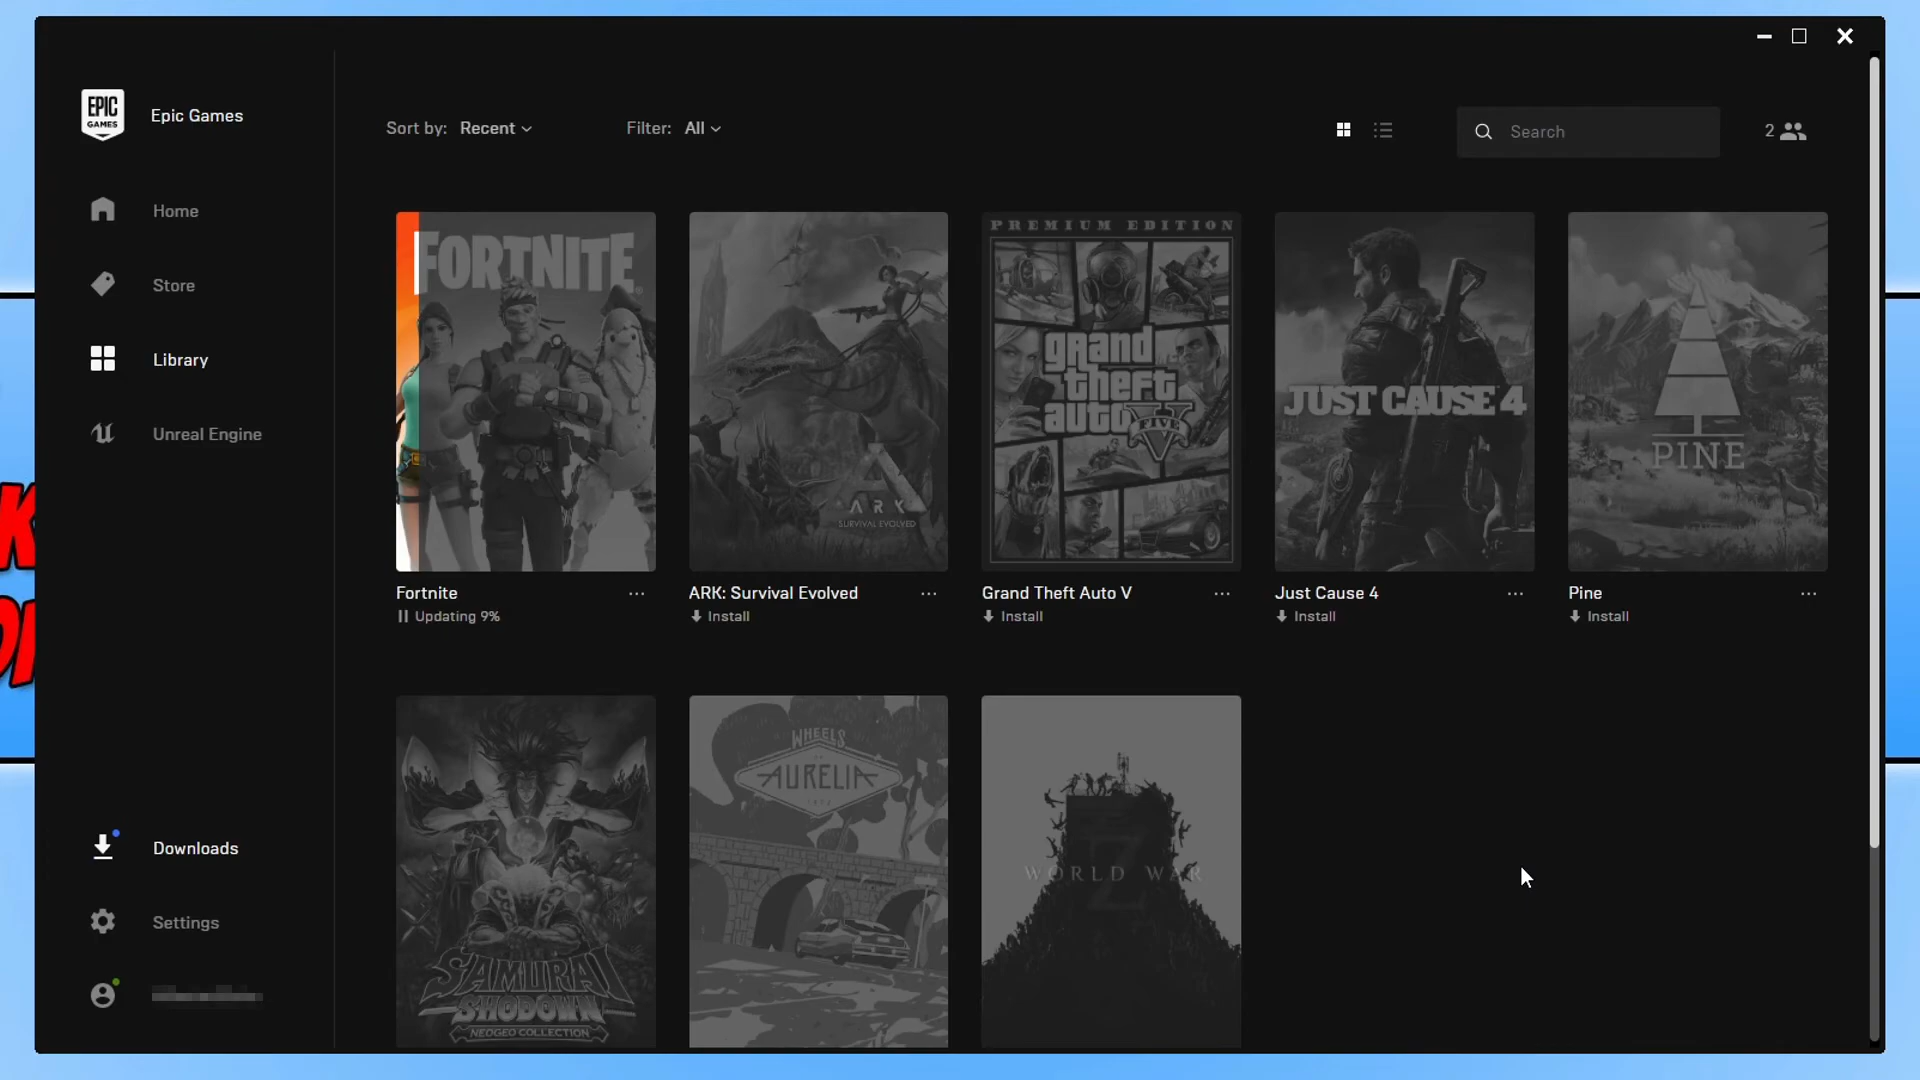 EPIC
GAMES
Epic Games
Home
Store
Library
Unreal Engine
Downloads
Settings
Sort by: Recent
Filter: All
Search
2
FORTNITE
Fortnite
Updating 9%
ARK
SURVIVAL EVOLVED
ARK: Survival Evolved
Install
PREMIUM EDITION
grand
theft
auto
FIVE
Grand Theft Auto V
Install
JUST CAUSE 4
Just Cause 4
Install
PINE
Pine
Install
SAMURAI
SHODOWN
NEOGEO COLLECTION
WHEELS
AURELIA
WORLD WAR
Z